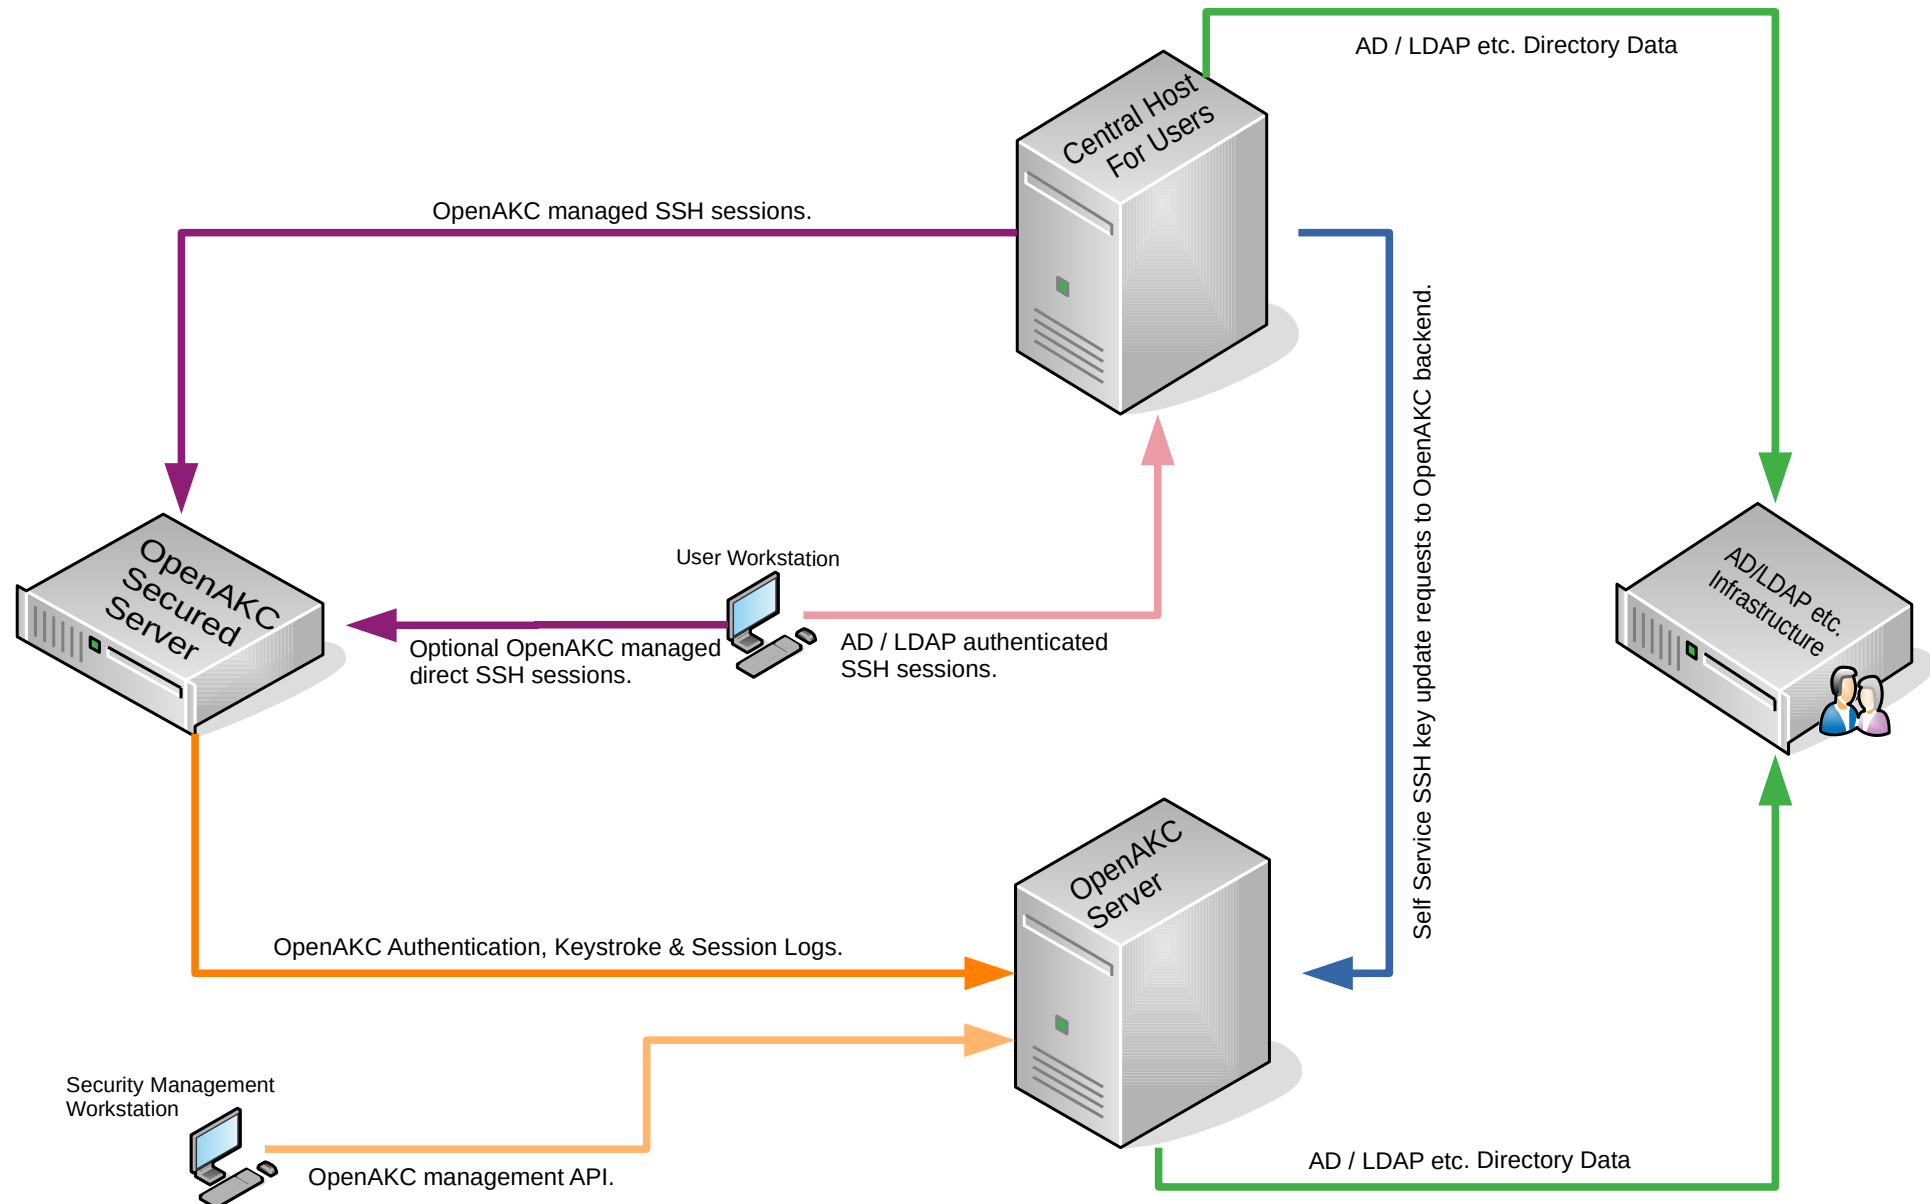 AD / LDAP etc. Directory Data
Central Host
For Users
OpenAKC managed SSH sessions.
Self Service SSH key update requests to OpenAKC backend.
OpenAKC
Secured
Server
User Workstation
Optional OpenAKC managed
direct SSH sessions.
AD / LDAP authenticated
SSH sessions.
AD/LDAP etc.
Infrastructure
OpenAKC
Server
OpenAKC Authentication, Keystroke & Session Logs.
Security Management
Workstation
OpenAKC management API.
AD / LDAP etc. Directory Data